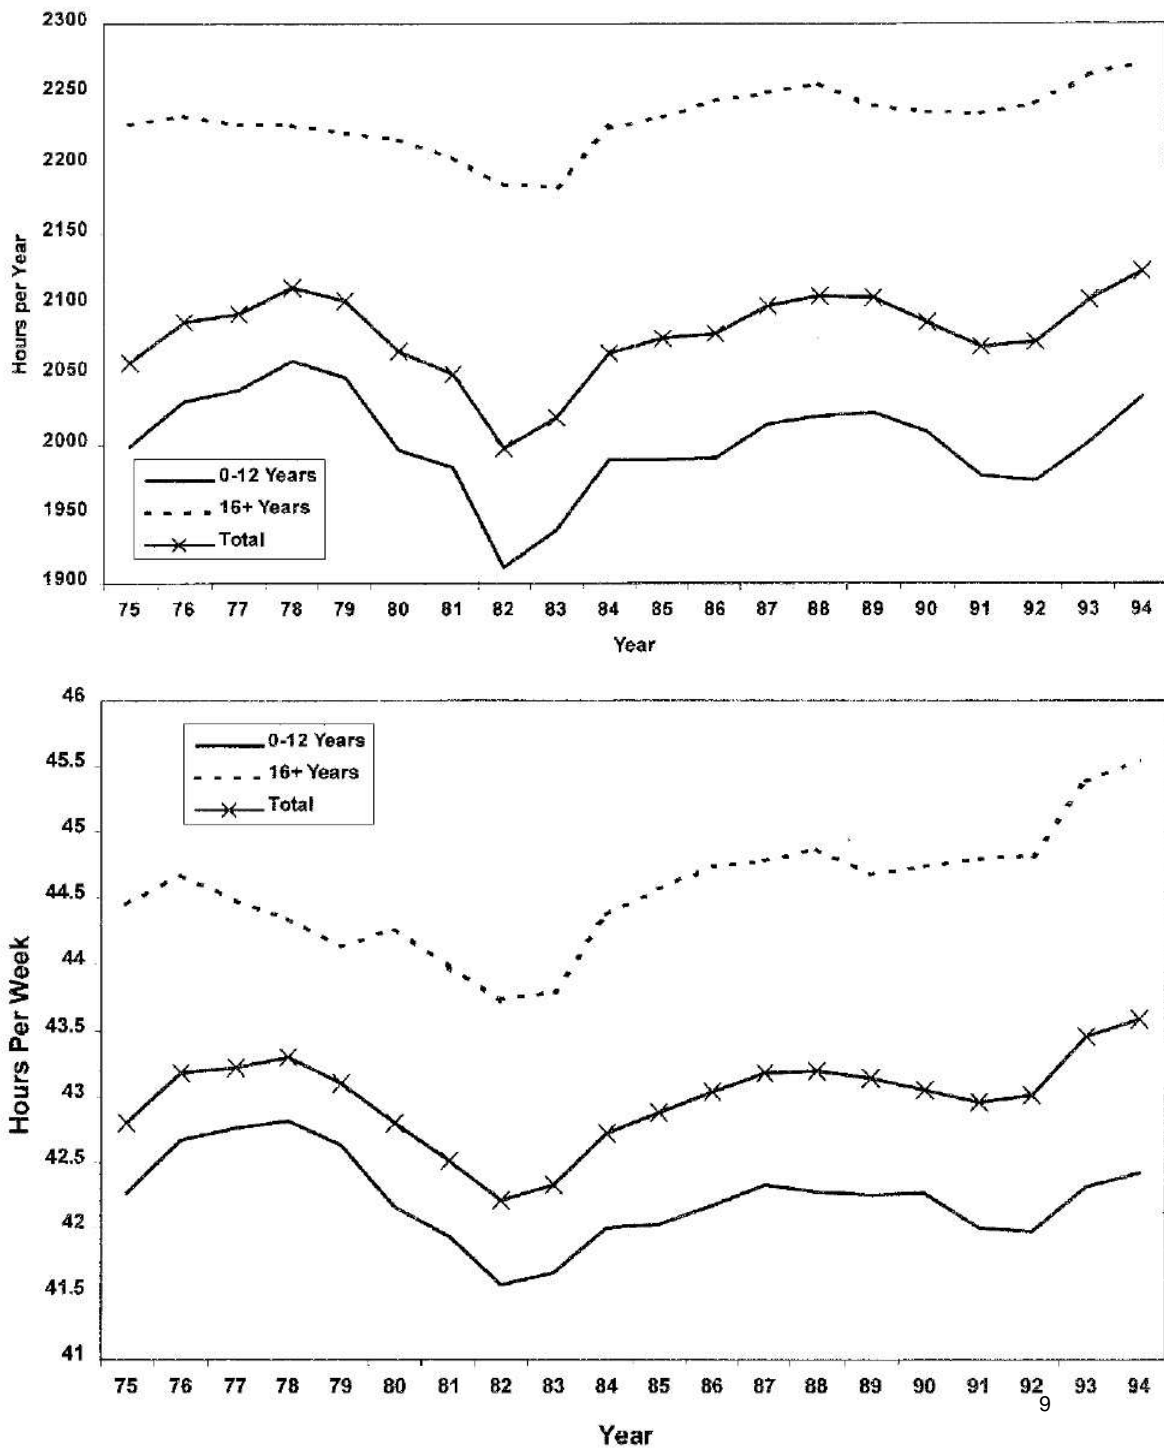 2300
2250
2200
2150
2100
2050
2000
1950
1900
Hours per Year
0-12 Years
16+ Years
Total
75 76 77 78 79 80 81 82 83 84 85 86 87 88 89 90 91 92 93 94
Year
46
45.5
45
44.5
44
43.5
43
42.5
42
41.5
41
Hours Per Week
0-12 Years
16+ Years
Total
75 76 77 78 79 80 81 82 83 84 85 86 87 88 89 90 91 92 93 94
9
Year